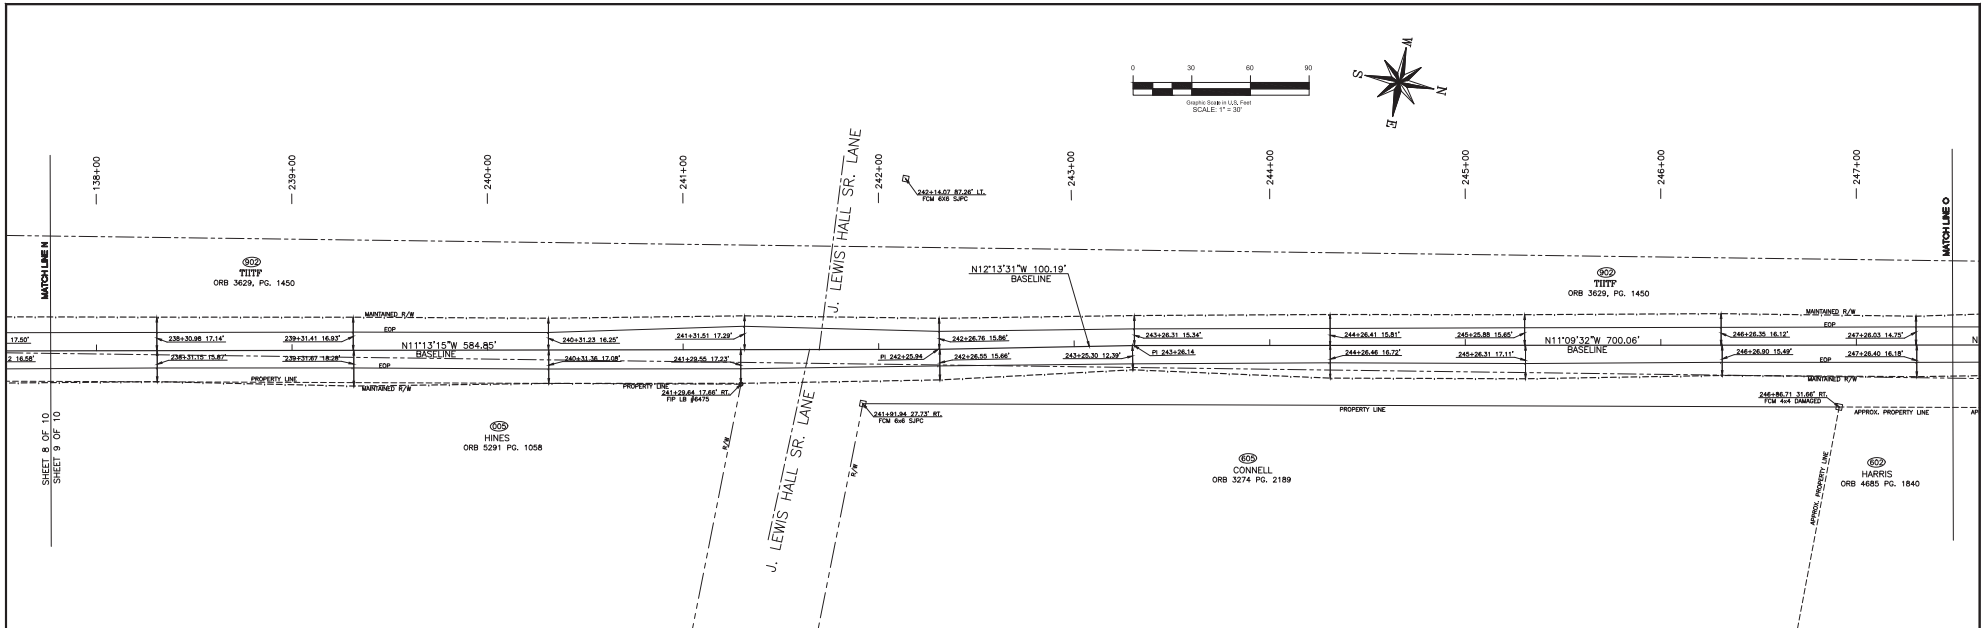 0 30 60 90
Graphic Scale in U.S. Feet
SCALE: 1" = 30'
W
S
N
E
138+00
239+00
240+00
241+00
242+00
243+00
244+00
245+00
246+00
247+00
MATCH LINE N
MATCH LINE O
J. LEWIS HALL SR. LANE
242+14.07 87.26' LT.
FCM 6X6 SJPC
902
TIITF
ORB 3629, PG. 1450
N12°13'31"W 100.19'
BASELINE
902
TIITF
ORB 3629, PG. 1450
MAINTAINED R/W
MAINTAINED R/W
EOP
EOP
17.50'
238+30.98 17.14'
239+31.41 16.93'
240+31.23 16.25'
241+31.51 17.29'
242+26.76 15.86'
243+26.31 15.34'
244+26.41 15.81'
245+25.88 15.65'
246+26.35 16.12'
247+26.03 14.75'
N11°13'15"W 584.85'
BASELINE
N11°09'32"W 700.06'
BASELINE
N
2 16.58'
238+31.15 15.87'
239+31.67 18.28'
240+31.36 17.08'
241+29.55 17.23'
PI 242+25.94
242+26.55 15.66'
243+25.30 12.39'
PI 243+26.14
244+26.46 16.72'
245+26.31 17.11'
246+26.90 15.49'
247+26.40 16.18'
EOP
EOP
PROPERTY LINE
MAINTAINED R/W
PROPERTY LINE
MAINTAINED R/W
241+29.64 17.66' RT.
FIP LB #6475
241+91.94 27.73' RT.
FCM 6x6 SJPC
PROPERTY LINE
246+86.71 31.66' RT.
FCM 4x4 DAMAGED
APPROX. PROPERTY LINE
AP
SHEET 8 OF 10
SHEET 9 OF 10
005
HINES
ORB 5291 PG. 1058
R/W
J. LEWIS HALL SR. LANE
R/W
605
CONNELL
ORB 3274 PG. 2189
APPROX. PROPERTY LINE
602
HARRIS
ORB 4685 PG. 1840